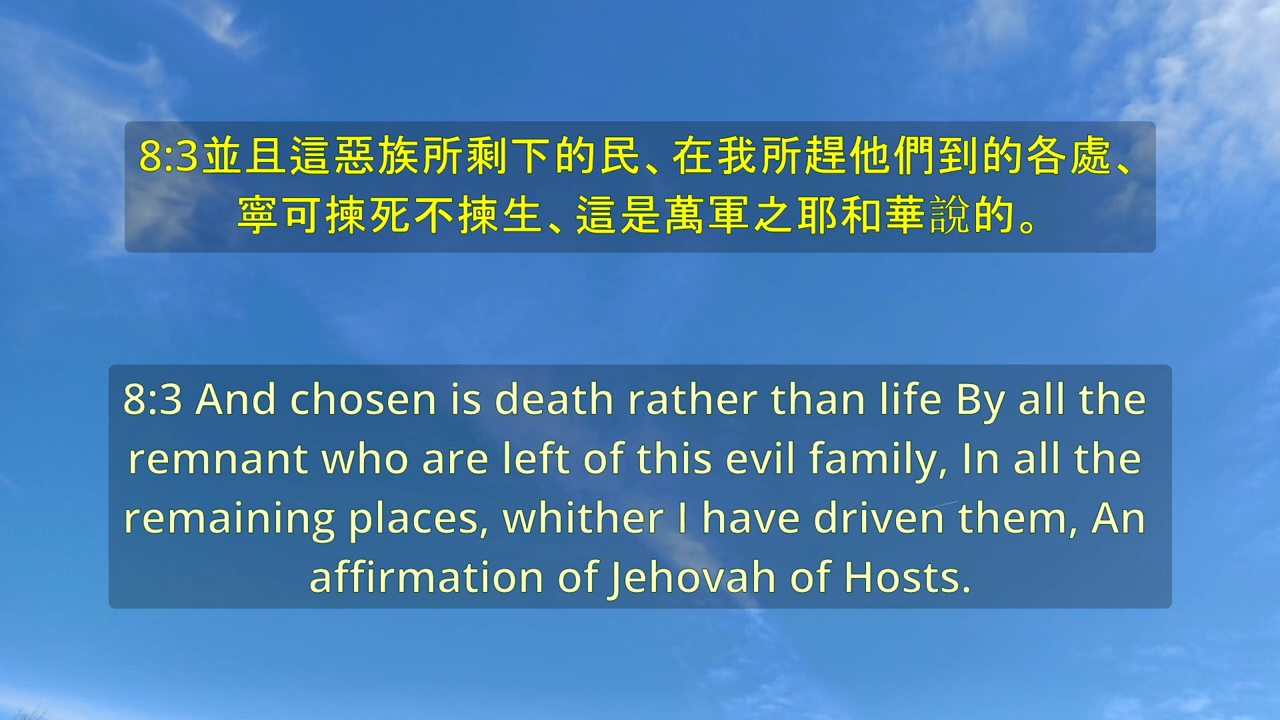 8:3並且這惡族所剩下的民、在我所趕他們到的各處、
寧可揀死不揀生、這是萬軍之耶和華說的。
8:3 And chosen is death rather than life By all the
remnant who are left of this evil family, In all the
remaining places, whither I have driven them, An
affirmation of Jehovah of Hosts.